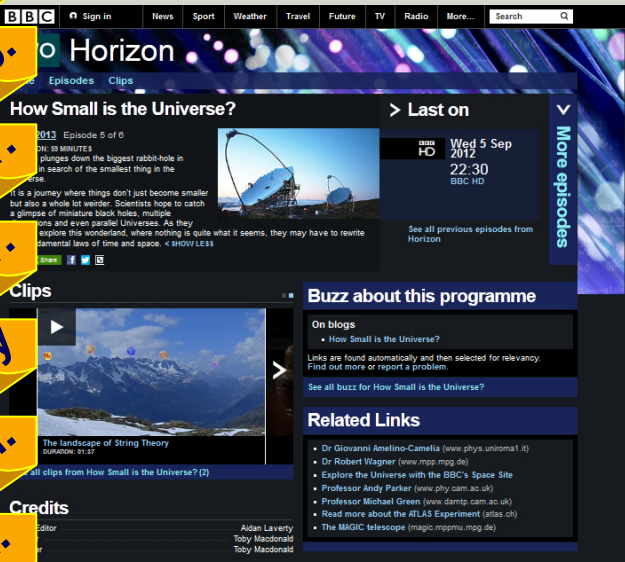 BBC Sign in News Sport Weather Travel Future TV Radio More... Search
Horizon
Episodes Clips
How Small is the Universe?
2013 Episode 5 of 6
ON: 59 MINUTES
plunges down the biggest rabbit-hole in
in search of the smallest thing in the
It is a journey where things don't just become smaller
but also a whole lot weirder. Scientists hope to catch
a glimpse of miniature black holes, multiple
and even parallel Universes. As they
explore this wonderland, where nothing is quite what it seems, they may have to rewrite
laws of time and space. < SHOW LESS
Share
> Last on
BBC HD
Wed 5 Sep
2012
22:30
BBC HD
See all previous episodes from
Horizon
More episodes
Clips
The landscape of String Theory
DURATION: 01:37
all clips from How Small is the Universe? (2)
Credits
Editor Aidan Laverty
Toby Macdonald
Toby Macdonald
Buzz about this programme
On blogs
How Small is the Universe?
Links are found automatically and then selected for relevancy.
Find out more or report a problem.
See all buzz for How Small is the Universe?
Related Links
Dr Giovanni Amelino-Camelia (www.phys.uniroma1.it)
Dr Robert Wagner (www.mpp.mpg.de)
Explore the Universe with the BBC's Space Site
Professor Andy Parker (www.phy.cam.ac.uk)
Professor Michael Green (www.damtp.cam.ac.uk)
Read more about the ATLAS Experiment (atlas.ch)
The MAGIC telescope (magic.mppmu.mpg.de)